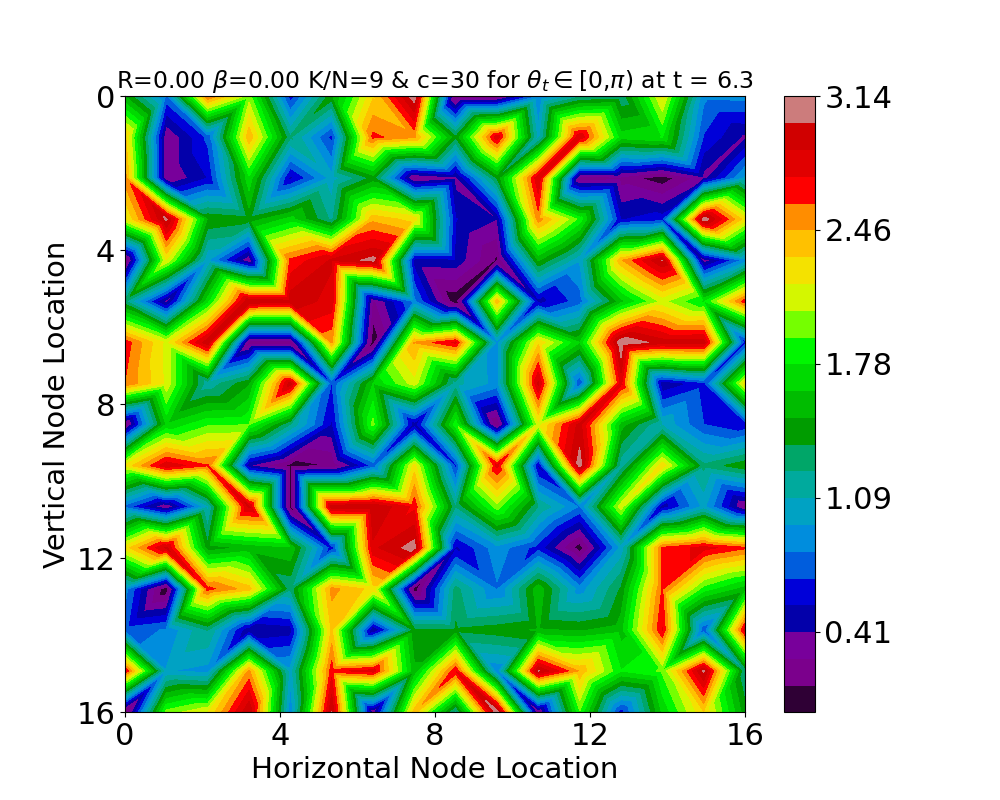 R=0.00 β=0.00 K/N=9 & c=30 for θₜ ∈ [0,π) at t = 6.3
0
4
8
12
16
Vertical Node Location
0 4 8 12 16
Horizontal Node Location
3.14
2.46
1.78
1.09
0.41